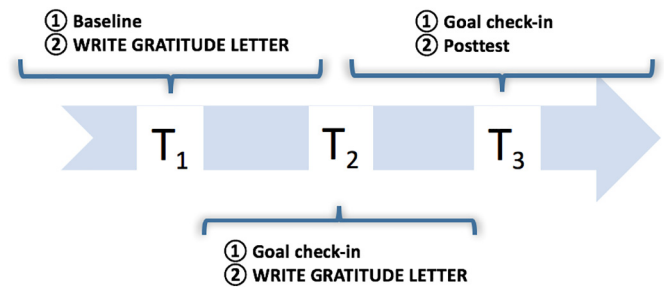 ① Baseline
② WRITE GRATITUDE LETTER
① Goal check-in
② Posttest
T₁
T₂
T₃
① Goal check-in
② WRITE GRATITUDE LETTER